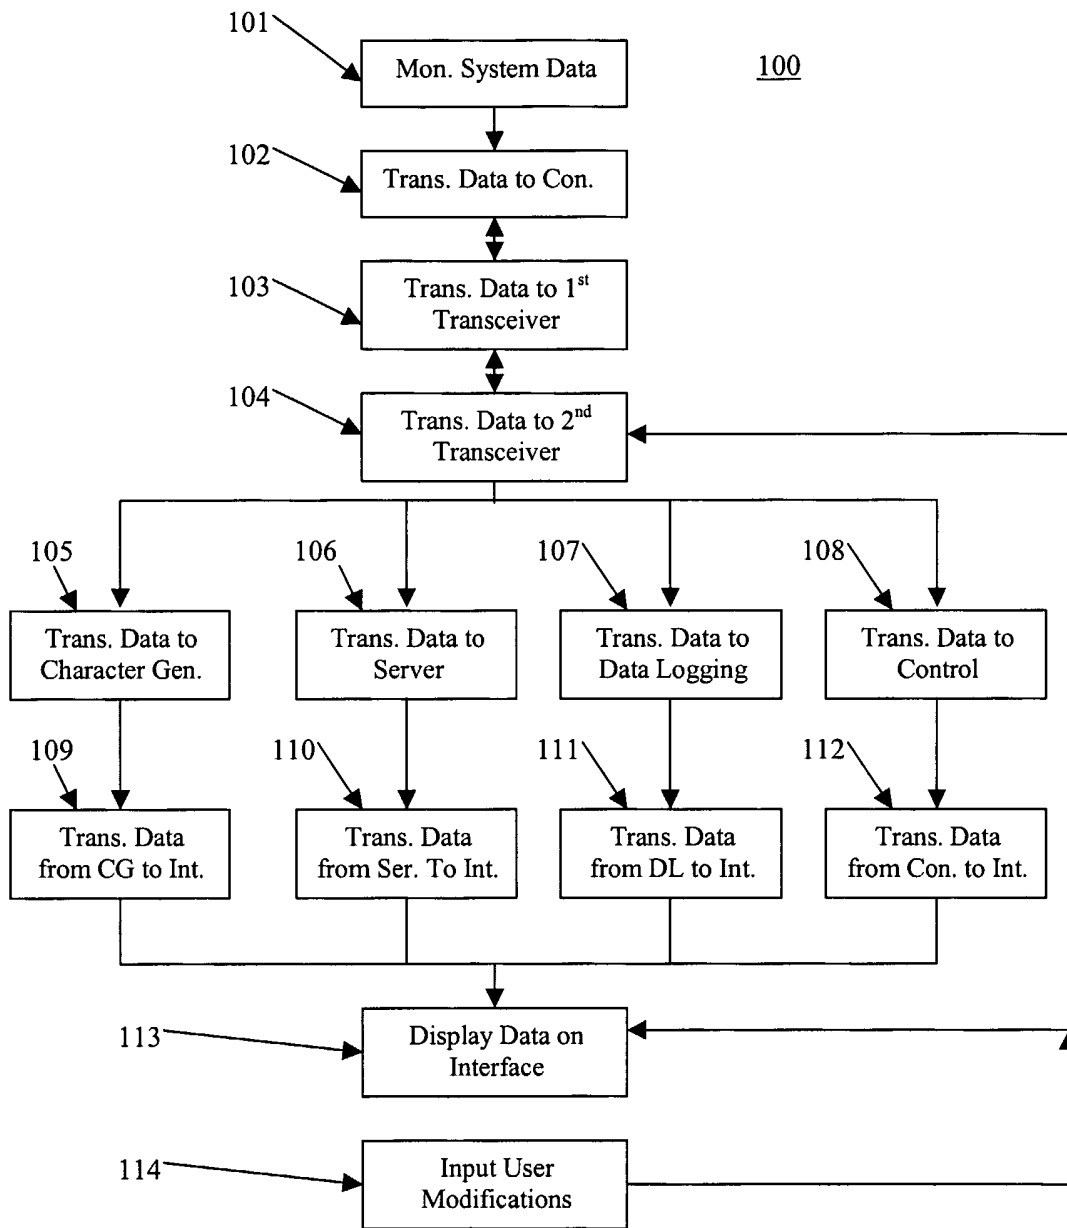 101
Mon. System Data
100
102
Trans. Data to Con.
103
Trans. Data to 1st
Transceiver
104
Trans. Data to 2nd
Transceiver
105
106
107
108
Trans. Data to
Character Gen.
Trans. Data to
Server
Trans. Data to
Data Logging
Trans. Data to
Control
109
110
111
112
Trans. Data
from CG to Int.
Trans. Data
from Ser. To Int.
Trans. Data
from DL to Int.
Trans. Data
from Con. to Int.
113
Display Data on
Interface
114
Input User
Modifications